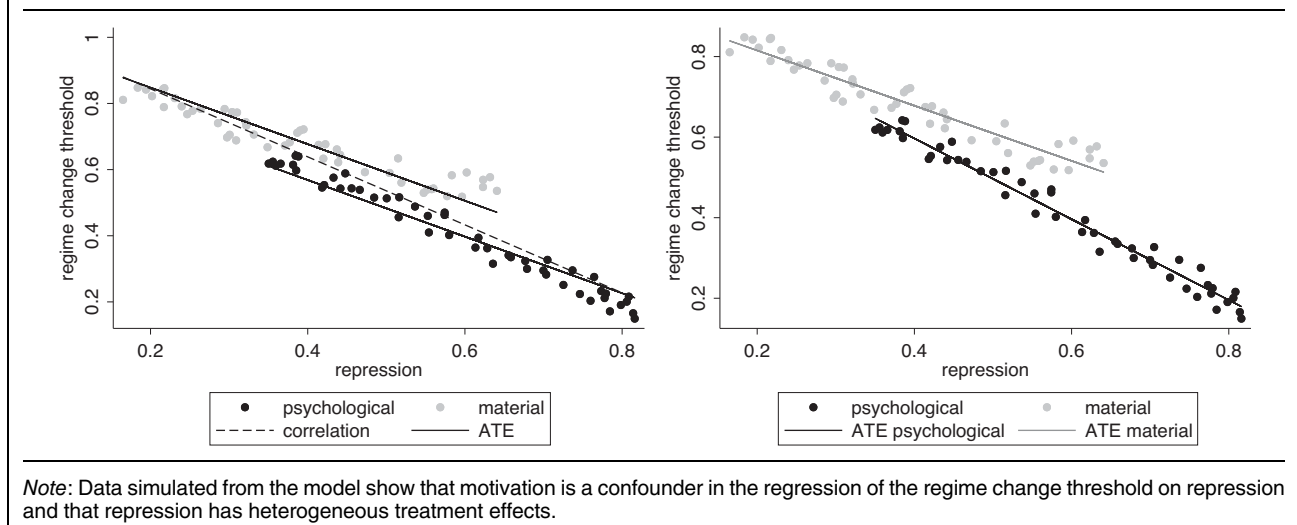 regime change threshold
1
0.8
0.6
0.4
0.2
0.2 0.4 0.6 0.8
repression
psychological material
correlation ATE
regime change threshold
0.8
0.6
0.4
0.2
0.2 0.4 0.6 0.8
repression
psychological material
ATE psychological ATE material
Note: Data simulated from the model show that motivation is a confounder in the regression of the regime change threshold on repression
and that repression has heterogeneous treatment effects.